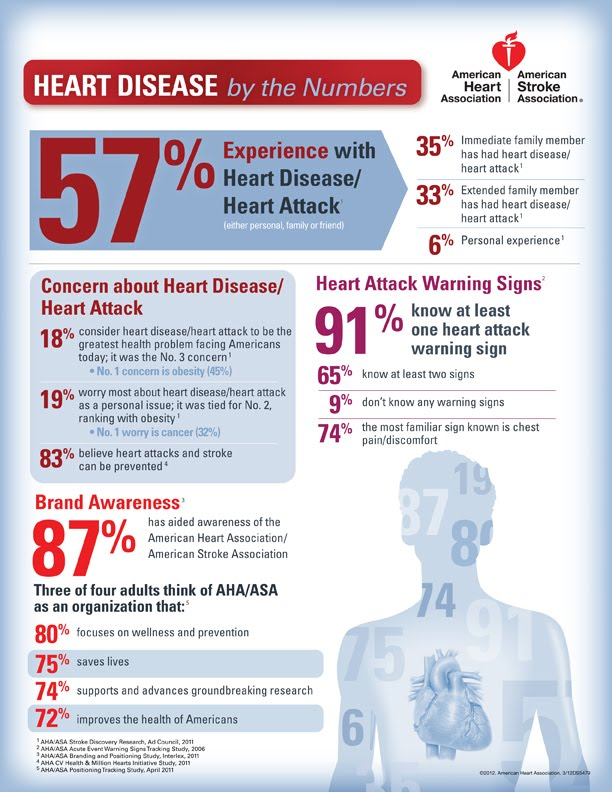 HEART DISEASE by the Numbers
American Heart Association
American Stroke Association®
57% Experience with
Heart Disease/
Heart Attack1
(either personal, family or friend)
35% Immediate family member
has had heart disease/
heart attack1
33% Extended family member
has had heart disease/
heart attack1
6% Personal experience1
Concern about Heart Disease/
Heart Attack
18% consider heart disease/heart attack to be the
greatest health problem facing Americans
today; it was the No. 3 concern1
• No. 1 concern is obesity (45%)
19% worry most about heart disease/heart attack
as a personal issue; it was tied for No. 2,
ranking with obesity1
• No. 1 worry is cancer (32%)
83% believe heart attacks and stroke
can be prevented4
Heart Attack Warning Signs2
91% know at least
one heart attack
warning sign
65% know at least two signs
9% don't know any warning signs
74% the most familiar sign known is chest
pain/discomfort
Brand Awareness3
87% has aided awareness of the
American Heart Association/
American Stroke Association
Three of four adults think of AHA/ASA
as an organization that:5
80% focuses on wellness and prevention
75% saves lives
74% supports and advances groundbreaking research
72% improves the health of Americans
19
87
8
74
75
91
6
5
1 AHA/ASA Stroke Discovery Research, Ad Council, 2011
2 AHA/ASA Acute Event Warning Signs Tracking Study, 2006
3 AHA/ASA Branding and Positioning Study, Interlex, 2011
4 AHA CV Health & Million Hearts Initiative Study, 2011
5 AHA/ASA Positioning Tracking Study, April 2011
©2012, American Heart Association. 3/12DS5479